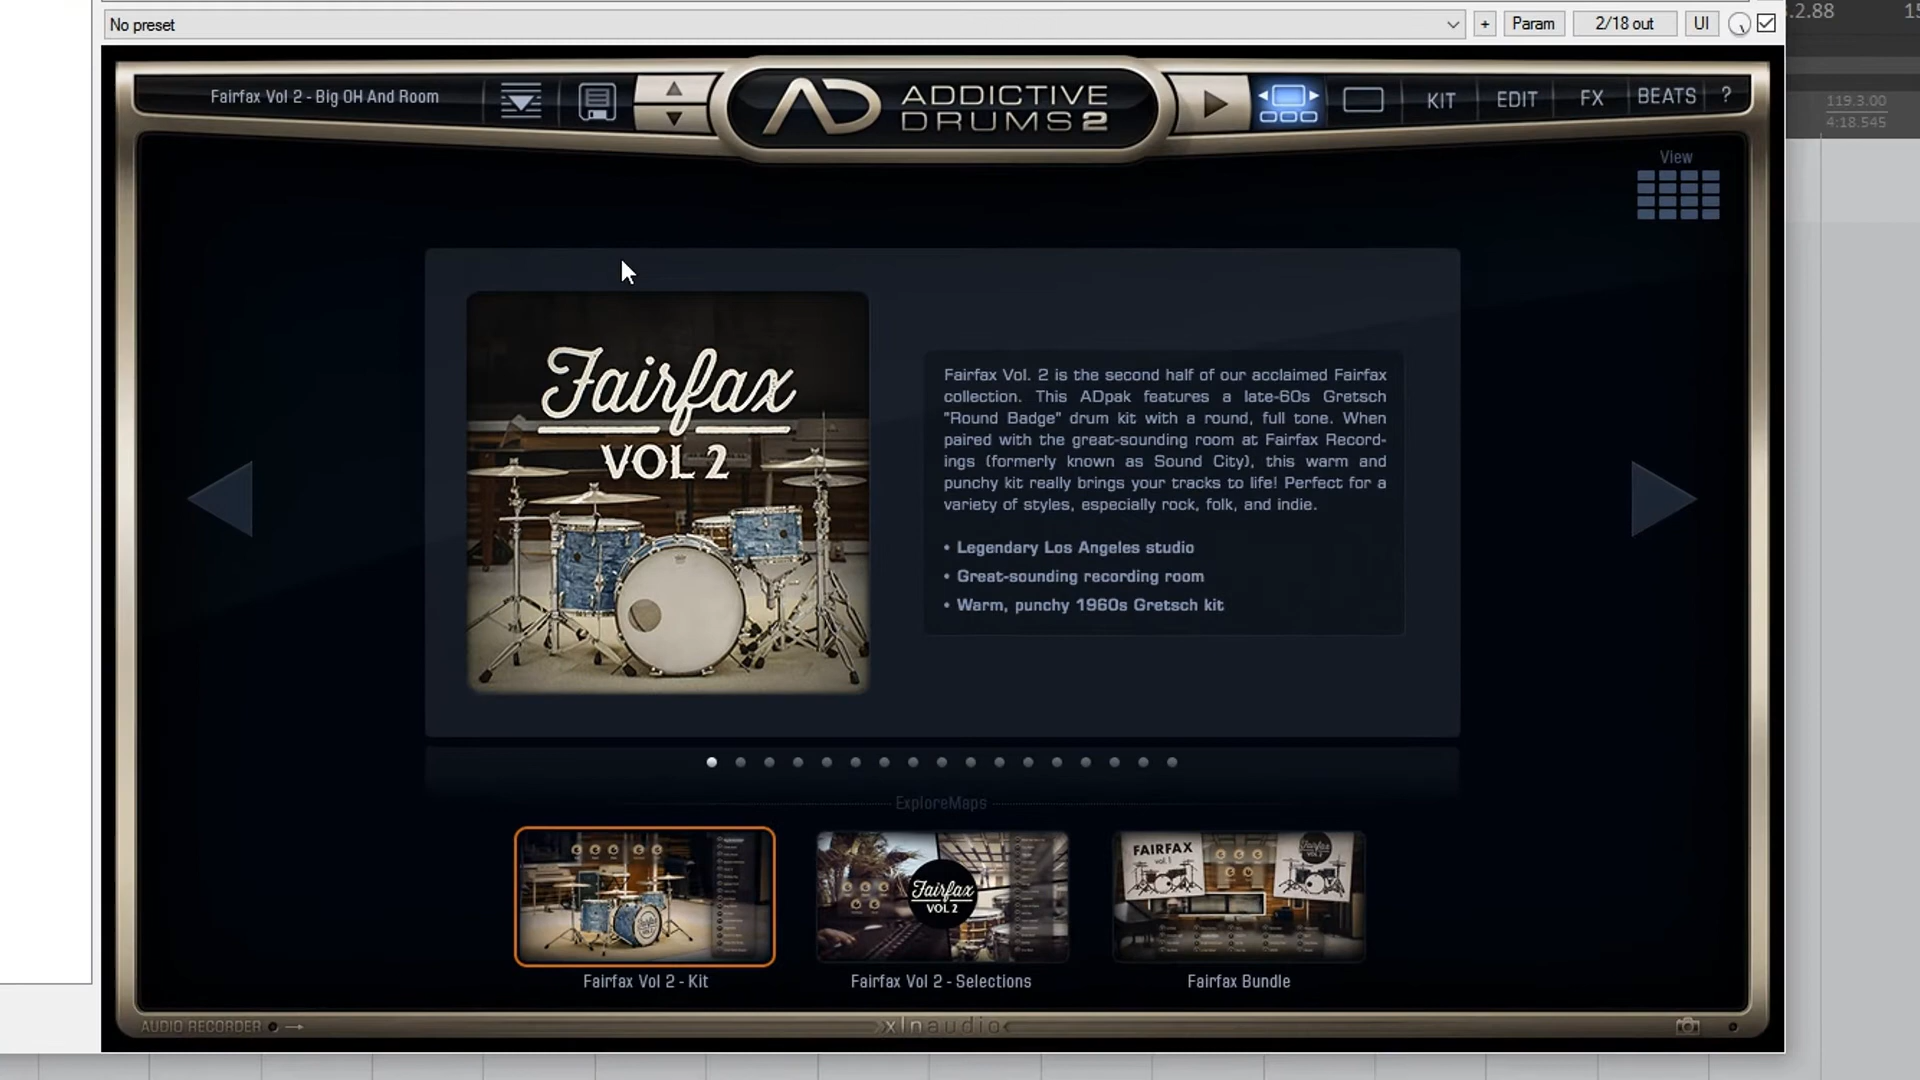 No preset
+
Param
2/18 out
UI
.2.88
15
119.3.00
4:18.545
Fairfax Vol 2 - Big OH And Room
ADDICTIVE
DRUMS 2
KIT
EDIT
FX
BEATS
?
View
Fairfax
VOL 2
Fairfax Vol. 2 is the second half of our acclaimed Fairfax
collection. This ADpak features a late-60s Gretsch
"Round Badge" drum kit with a round, full tone. When
paired with the great-sounding room at Fairfax Record-
ings (formerly known as Sound City), this warm and
punchy kit really brings your tracks to life! Perfect for a
variety of styles, especially rock, folk, and indie.
• Legendary Los Angeles studio
• Great-sounding recording room
• Warm, punchy 1960s Gretsch kit
ExploreMaps
Fairfax
VOL 2
FAIRFAX
vol. 1
Fairfax Vol 2 - Kit
Fairfax Vol 2 - Selections
Fairfax Bundle
AUDIO RECORDER
xlnaudio